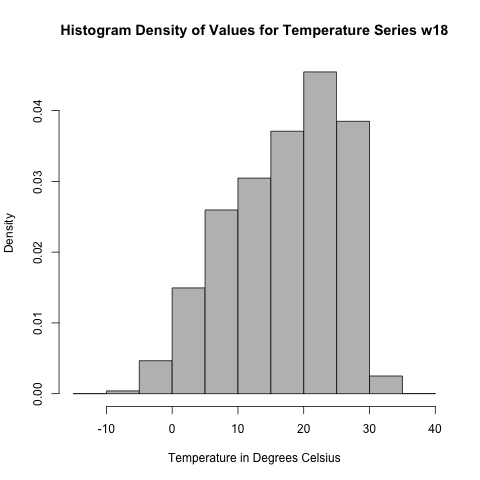 Histogram Density of Values for Temperature Series w18
Density
0.04
0.03
0.02
0.01
0.00
-10 0 10 20 30 40
Temperature in Degrees Celsius